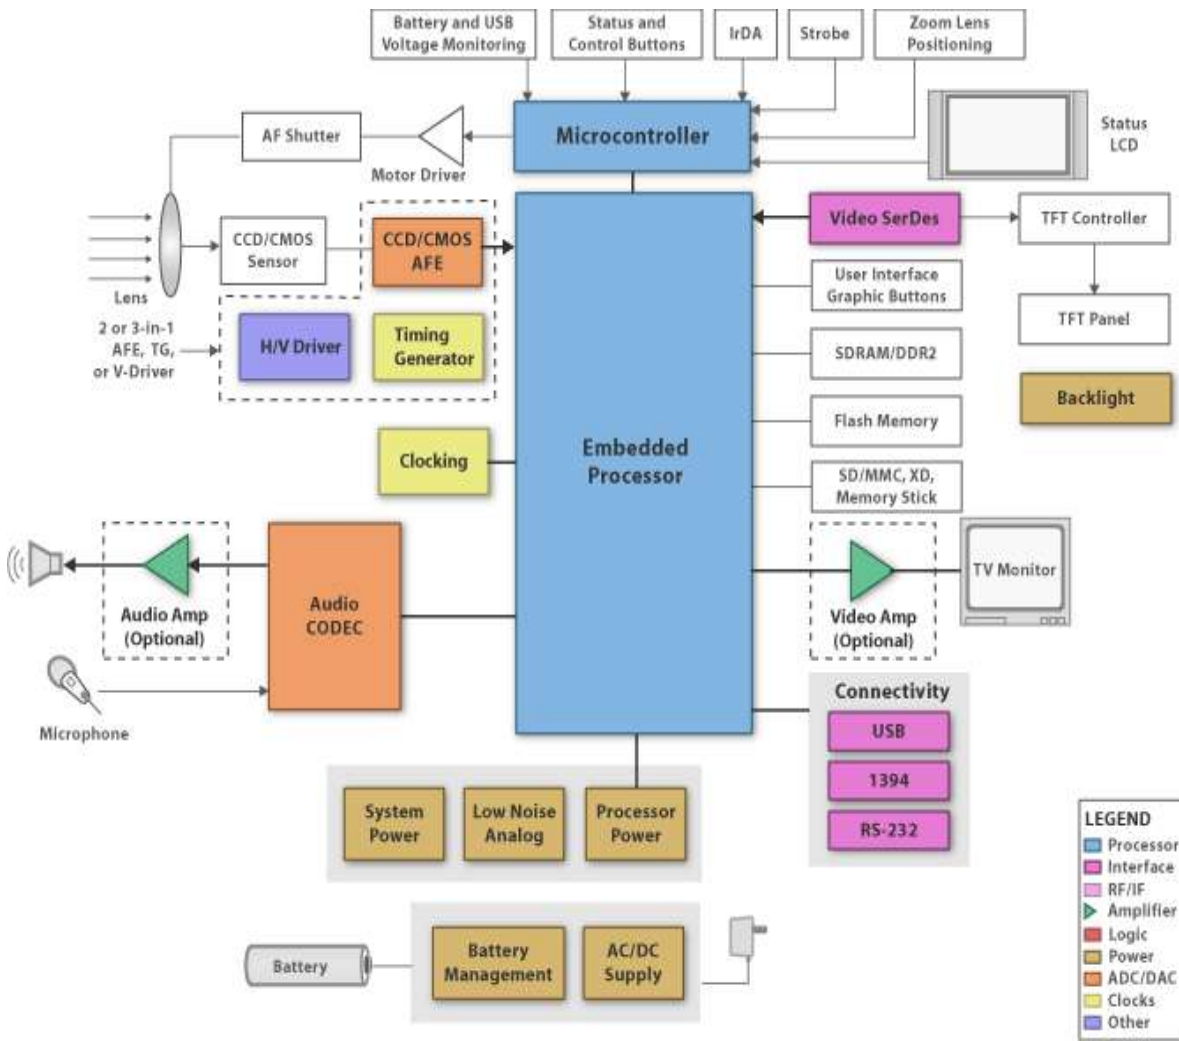 Battery and USB
Voltage Monitoring
Status and
Control Buttons
IrDA
Strobe
Zoom Lens
Positioning
AF Shutter
Motor Driver
Microcontroller
Status
LCD
Lens
CCD/CMOS
Sensor
CCD/CMOS
AFE
Video SerDes
TFT Controller
User Interface
Graphic Buttons
TFT Panel
2 or 3-in-1
AFE, TG,
or V-Driver
H/V Driver
Timing
Generator
SDRAM/DDR2
Backlight
Flash Memory
Clocking
Embedded
Processor
SD/MMC, XD,
Memory Stick
Audio Amp
(Optional)
Audio
CODEC
Video Amp
(Optional)
TV Monitor
Microphone
Connectivity
USB
1394
RS-232
System
Power
Low Noise
Analog
Processor
Power
Battery
Battery
Management
AC/DC
Supply
LEGEND
Processor
Interface
RF/IF
Amplifier
Logic
Power
ADC/DAC
Clocks
Other